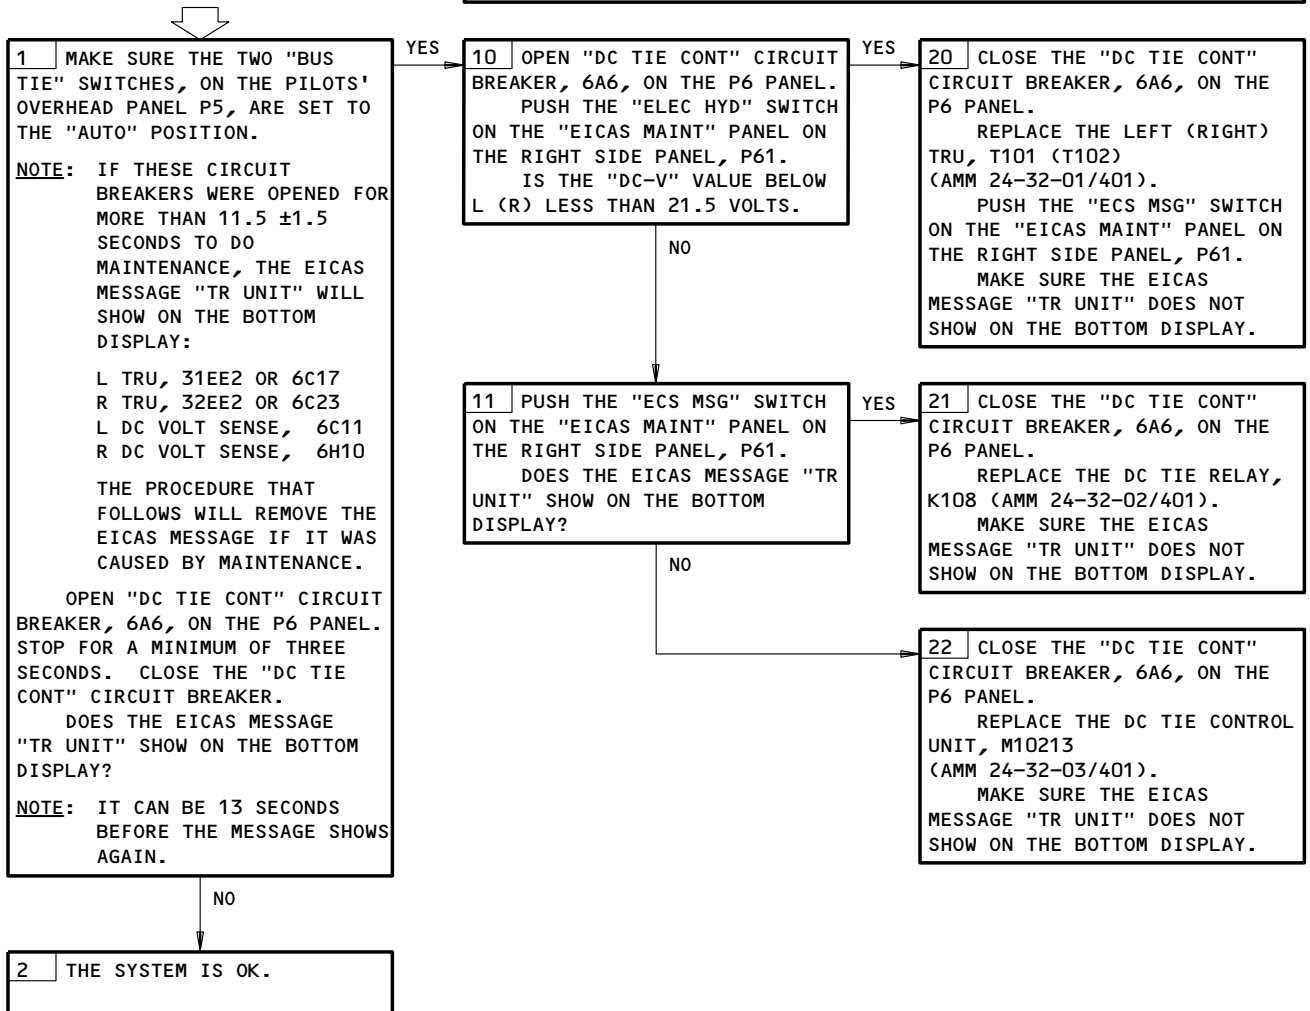 1 MAKE SURE THE TWO "BUS
TIE" SWITCHES, ON THE PILOTS'
OVERHEAD PANEL P5, ARE SET TO
THE "AUTO" POSITION.
NOTE: IF THESE CIRCUIT
BREAKERS WERE OPENED FOR
MORE THAN 11.5 ±1.5
SECONDS TO DO
MAINTENANCE, THE EICAS
MESSAGE "TR UNIT" WILL
SHOW ON THE BOTTOM
DISPLAY:
L TRU, 31EE2 OR 6C17
R TRU, 32EE2 OR 6C23
L DC VOLT SENSE, 6C11
R DC VOLT SENSE, 6H10
THE PROCEDURE THAT
FOLLOWS WILL REMOVE THE
EICAS MESSAGE IF IT WAS
CAUSED BY MAINTENANCE.
OPEN "DC TIE CONT" CIRCUIT
BREAKER, 6A6, ON THE P6 PANEL.
STOP FOR A MINIMUM OF THREE
SECONDS. CLOSE THE "DC TIE
CONT" CIRCUIT BREAKER.
DOES THE EICAS MESSAGE
"TR UNIT" SHOW ON THE BOTTOM
DISPLAY?
NOTE: IT CAN BE 13 SECONDS
BEFORE THE MESSAGE SHOWS
AGAIN.
NO
2 THE SYSTEM IS OK.
YES
10 OPEN "DC TIE CONT" CIRCUIT
BREAKER, 6A6, ON THE P6 PANEL.
PUSH THE "ELEC HYD" SWITCH
ON THE "EICAS MAINT" PANEL ON
THE RIGHT SIDE PANEL, P61.
IS THE "DC-V" VALUE BELOW
L (R) LESS THAN 21.5 VOLTS.
NO
11 PUSH THE "ECS MSG" SWITCH
ON THE "EICAS MAINT" PANEL ON
THE RIGHT SIDE PANEL, P61.
DOES THE EICAS MESSAGE "TR
UNIT" SHOW ON THE BOTTOM
DISPLAY?
NO
YES
20 CLOSE THE "DC TIE CONT"
CIRCUIT BREAKER, 6A6, ON THE
P6 PANEL.
REPLACE THE LEFT (RIGHT)
TRU, T101 (T102)
(AMM 24-32-01/401).
PUSH THE "ECS MSG" SWITCH
ON THE "EICAS MAINT" PANEL ON
THE RIGHT SIDE PANEL, P61.
MAKE SURE THE EICAS
MESSAGE "TR UNIT" DOES NOT
SHOW ON THE BOTTOM DISPLAY.
YES
21 CLOSE THE "DC TIE CONT"
CIRCUIT BREAKER, 6A6, ON THE
P6 PANEL.
REPLACE THE DC TIE RELAY,
K108 (AMM 24-32-02/401).
MAKE SURE THE EICAS
MESSAGE "TR UNIT" DOES NOT
SHOW ON THE BOTTOM DISPLAY.
22 CLOSE THE "DC TIE CONT"
CIRCUIT BREAKER, 6A6, ON THE
P6 PANEL.
REPLACE THE DC TIE CONTROL
UNIT, M10213
(AMM 24-32-03/401).
MAKE SURE THE EICAS
MESSAGE "TR UNIT" DOES NOT
SHOW ON THE BOTTOM DISPLAY.